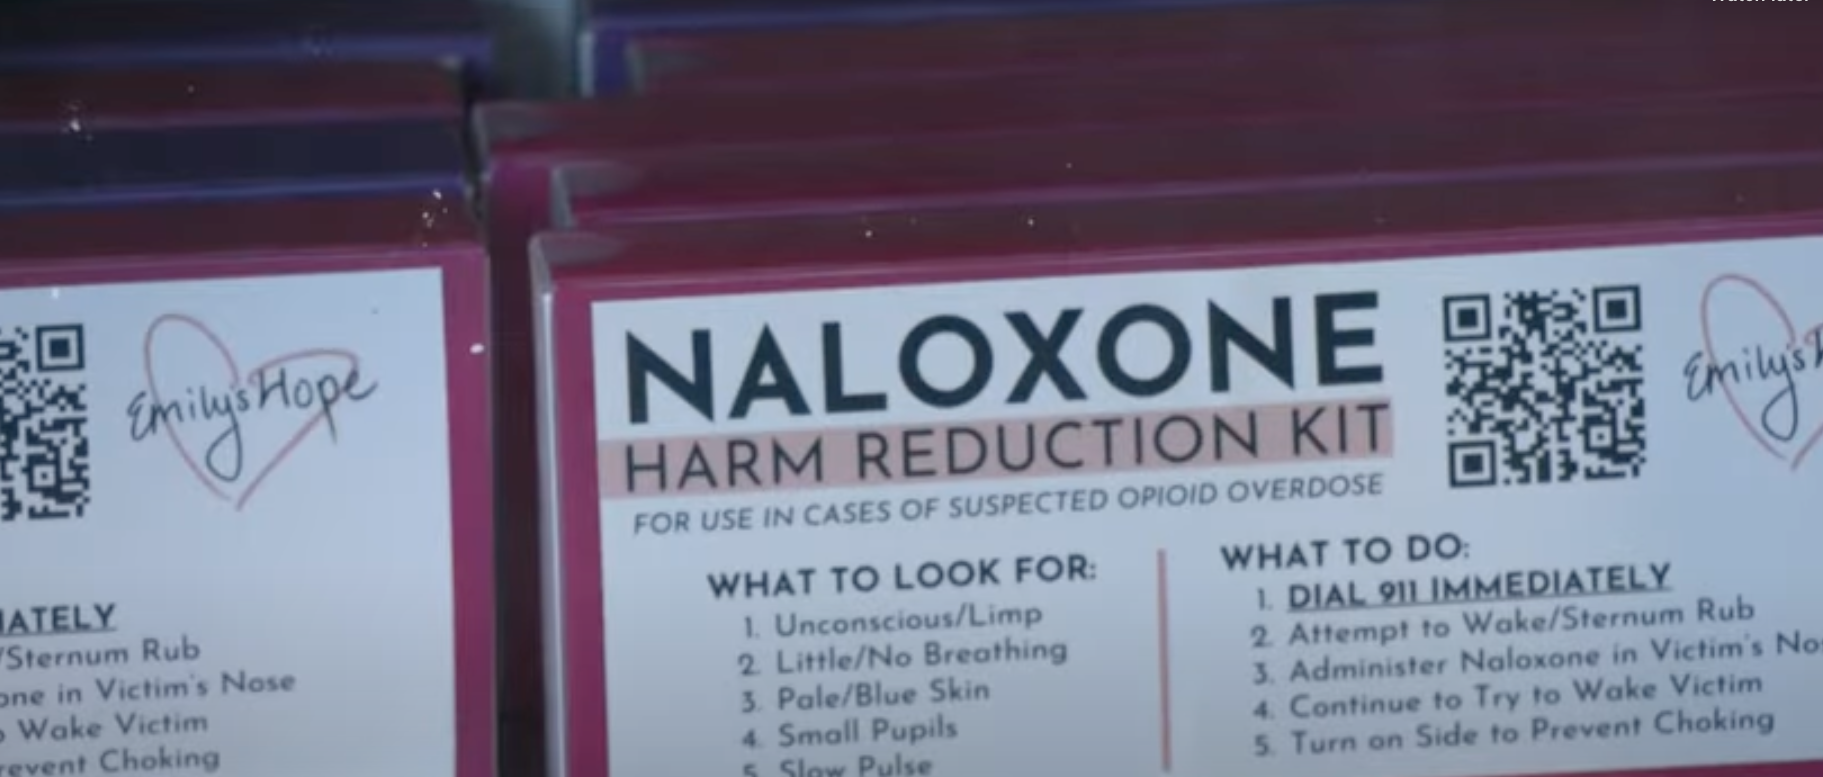 Emily's Hope
IATELY
/Sternum Rub
one in Victim's Nose
Wake Victim
revent Choking
NALOXONE
HARM REDUCTION KIT
FOR USE IN CASES OF SUSPECTED OPIOID OVERDOSE
WHAT TO LOOK FOR:
1. Unconscious/Limp
2. Little/No Breathing
3. Pale/Blue Skin
4. Small Pupils
5. Slow Pulse
WHAT TO DO:
1. DIAL 911 IMMEDIATELY
2. Attempt to Wake/Sternum Rub
3. Administer Naloxone in Victim's Nos
4. Continue to Try to Wake Victim
5. Turn on Side to Prevent Choking
Emily's